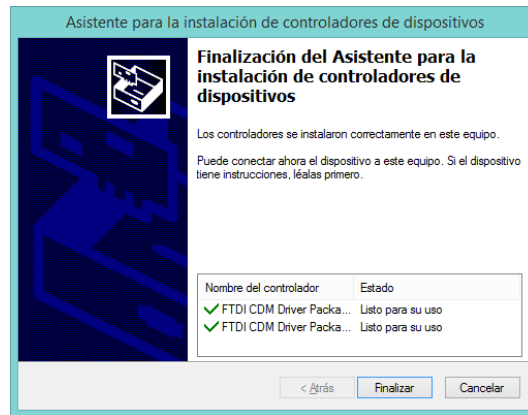 Asistente para la instalación de controladores de dispositivos
Finalización del Asistente para la
instalación de controladores de
dispositivos
Los controladores se instalaron correctamente en este equipo.
Puede conectar ahora el dispositivo a este equipo. Si el dispositivo
tiene instrucciones, léalas primero.
Nombre del controlador Estado
FTDI CDM Driver Packa... Listo para su uso
FTDI CDM Driver Packa... Listo para su uso
< Atrás Finalizar Cancelar